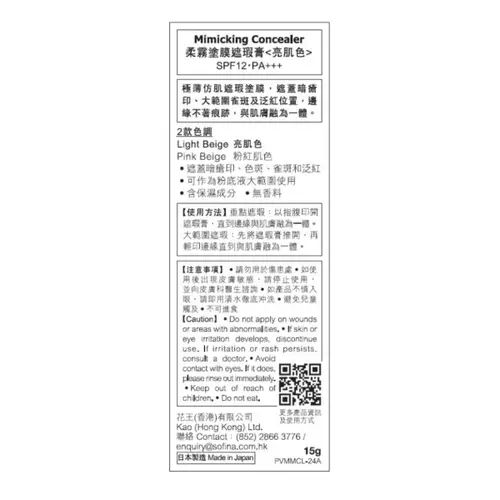 Mimicking Concealer
柔霧塗膜遮瑕膏<亮肌色>
SPF12・PA+++
極薄仿肌遮瑕塗膜，遮蓋暗瘡
印、大範圍雀斑及泛紅位置，邊
緣不著痕跡，與肌膚融為一體。
2款色調
Light Beige 亮肌色
Pink Beige 粉紅肌色
• 遮蓋暗瘡印、色斑、雀斑和泛紅
• 可作為粉底液大範圍使用
• 含保濕成分 • 無香料
【使用方法】重點遮瑕：以指腹印開
遮瑕膏，直到邊緣與肌膚融為一體。
大範圍遮瑕：先將遮瑕膏推開，再
輕印邊緣直到與肌膚融為一體。
【注意事項】• 請勿用於傷患處 • 如使
用後出現皮膚敏感，請停止使用，
並向皮膚科醫生諮詢 • 如產品不慎入
眼，請即用清水徹底沖洗 • 避免兒童
觸及 • 不可進食
【Caution】 • Do not apply on wounds
or areas with abnormalities. • If skin or
eye irritation develops, discontinue
use. If irritation or rash persists,
consult a doctor. • Avoid
contact with eyes. If it does,
please rinse out immediately.
• Keep out of reach of
children. • Do not eat.
更多產品資訊
及使用方式
花王(香港)有限公司
Kao (Hong Kong) Ltd.
聯絡 Contact : (852) 2866 3776 /
enquiry@sofina.com.hk
日本製造 Made in Japan
15g
PVMMCL-24A